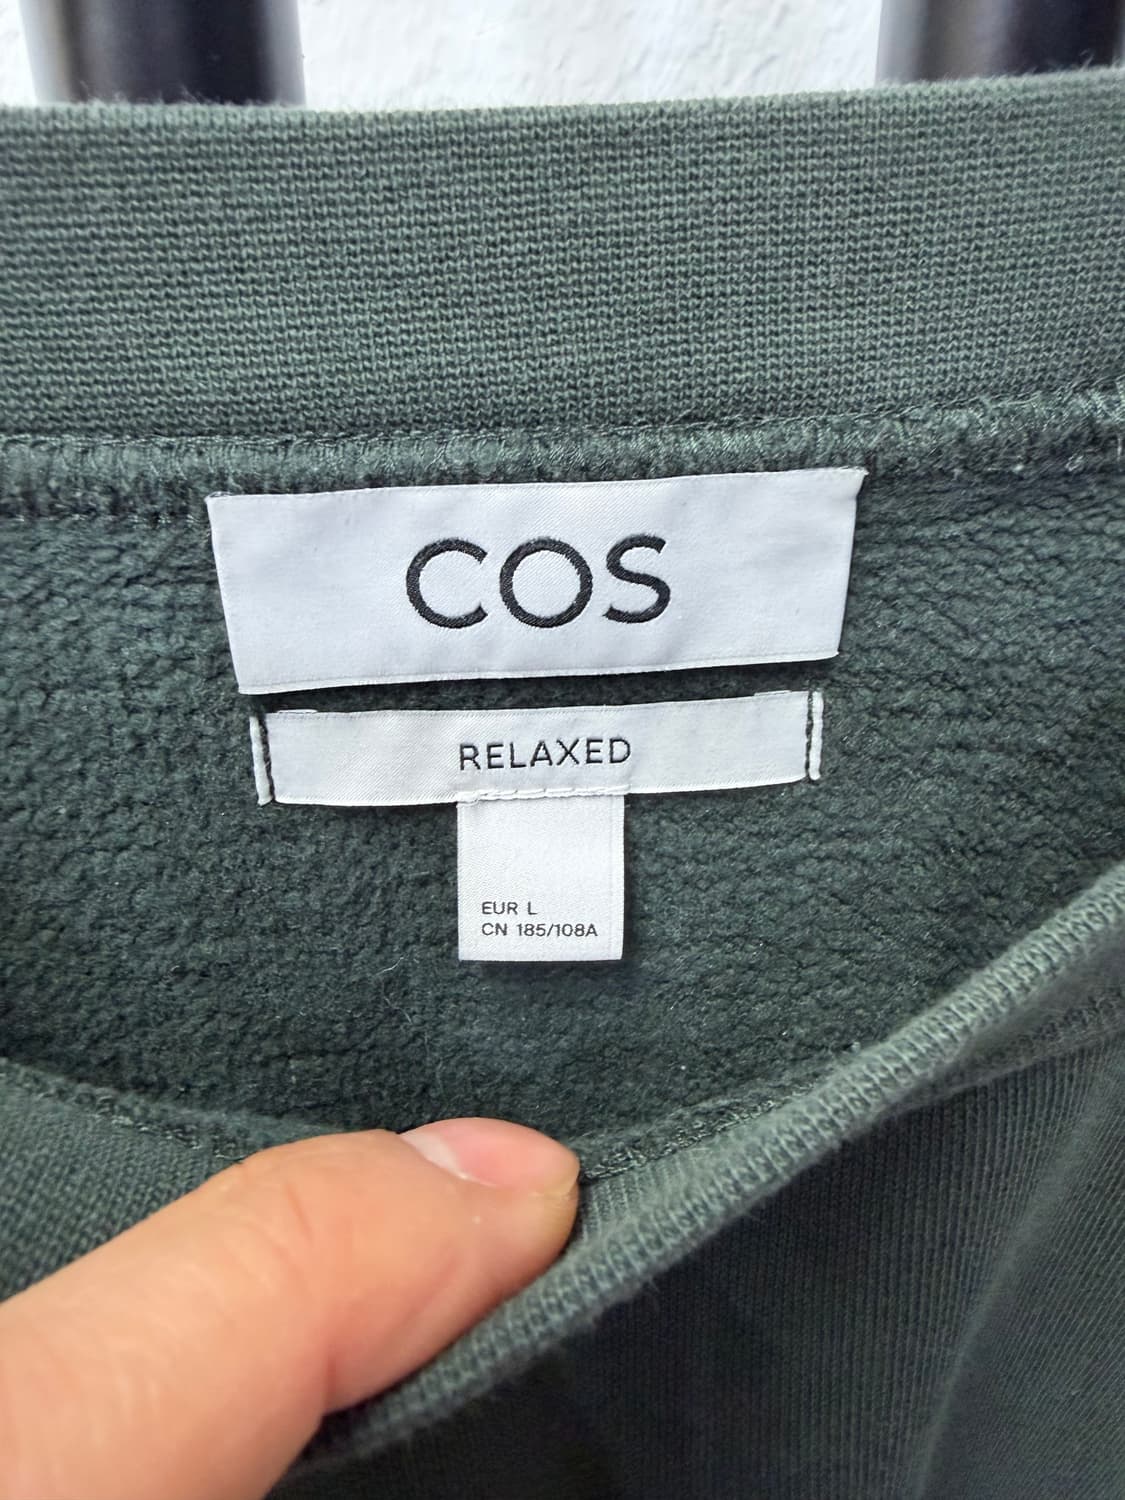 COS
RELAXED
EUR L
CN 185/108A